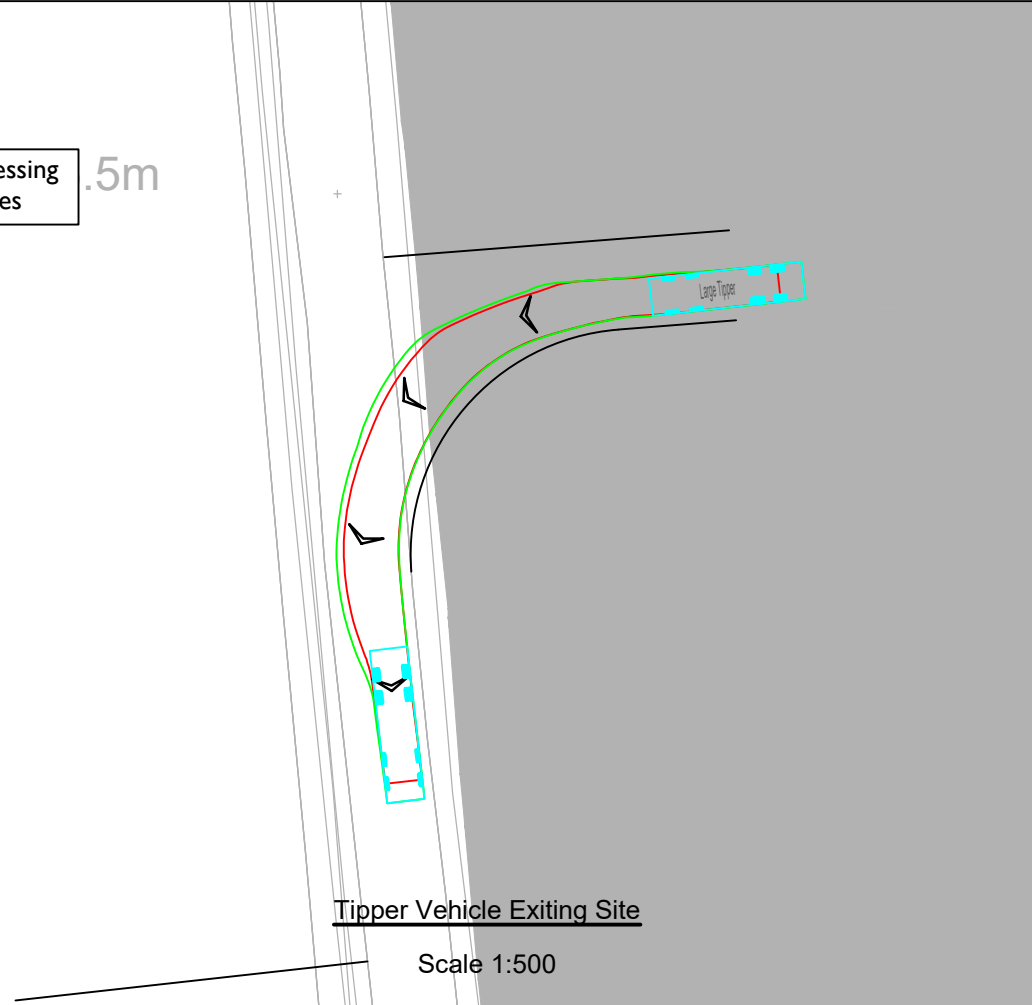 essing
es
.5m
Large Tipper
Tipper Vehicle Exiting Site
Scale 1:500